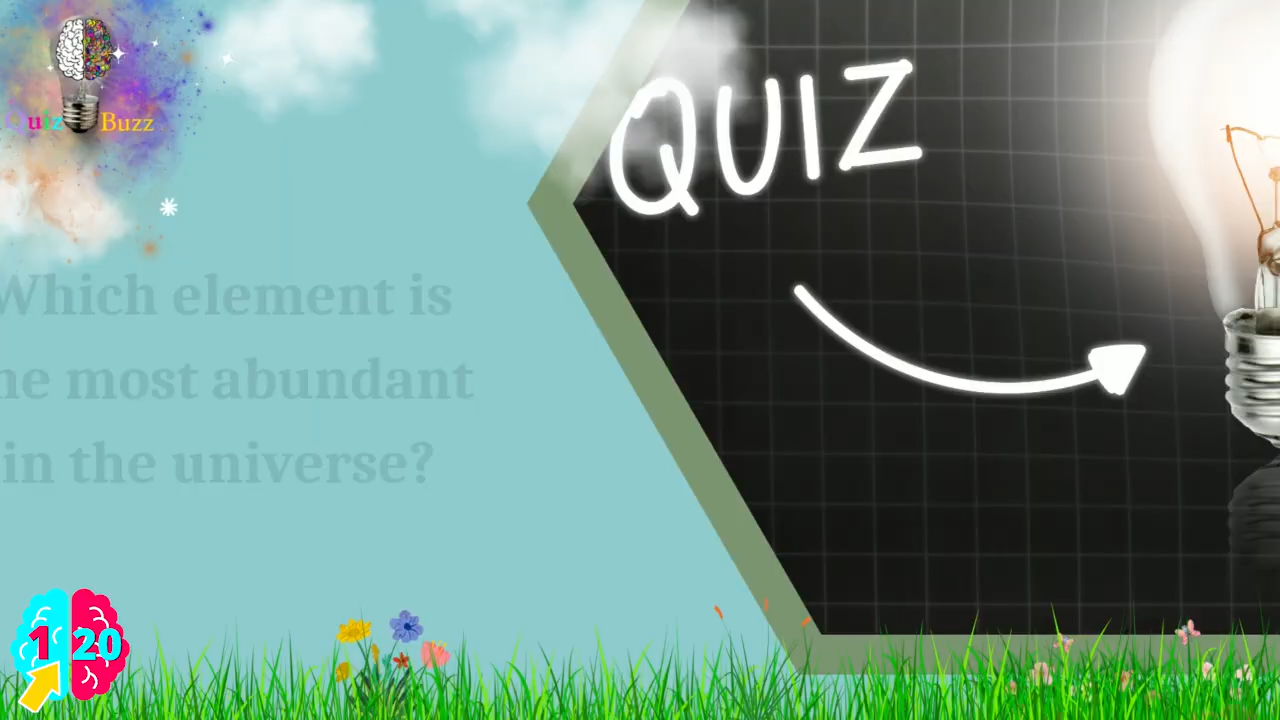 Quiz Buzz
QUIZ
Which element is
he most abundant
in the universe?
1 20